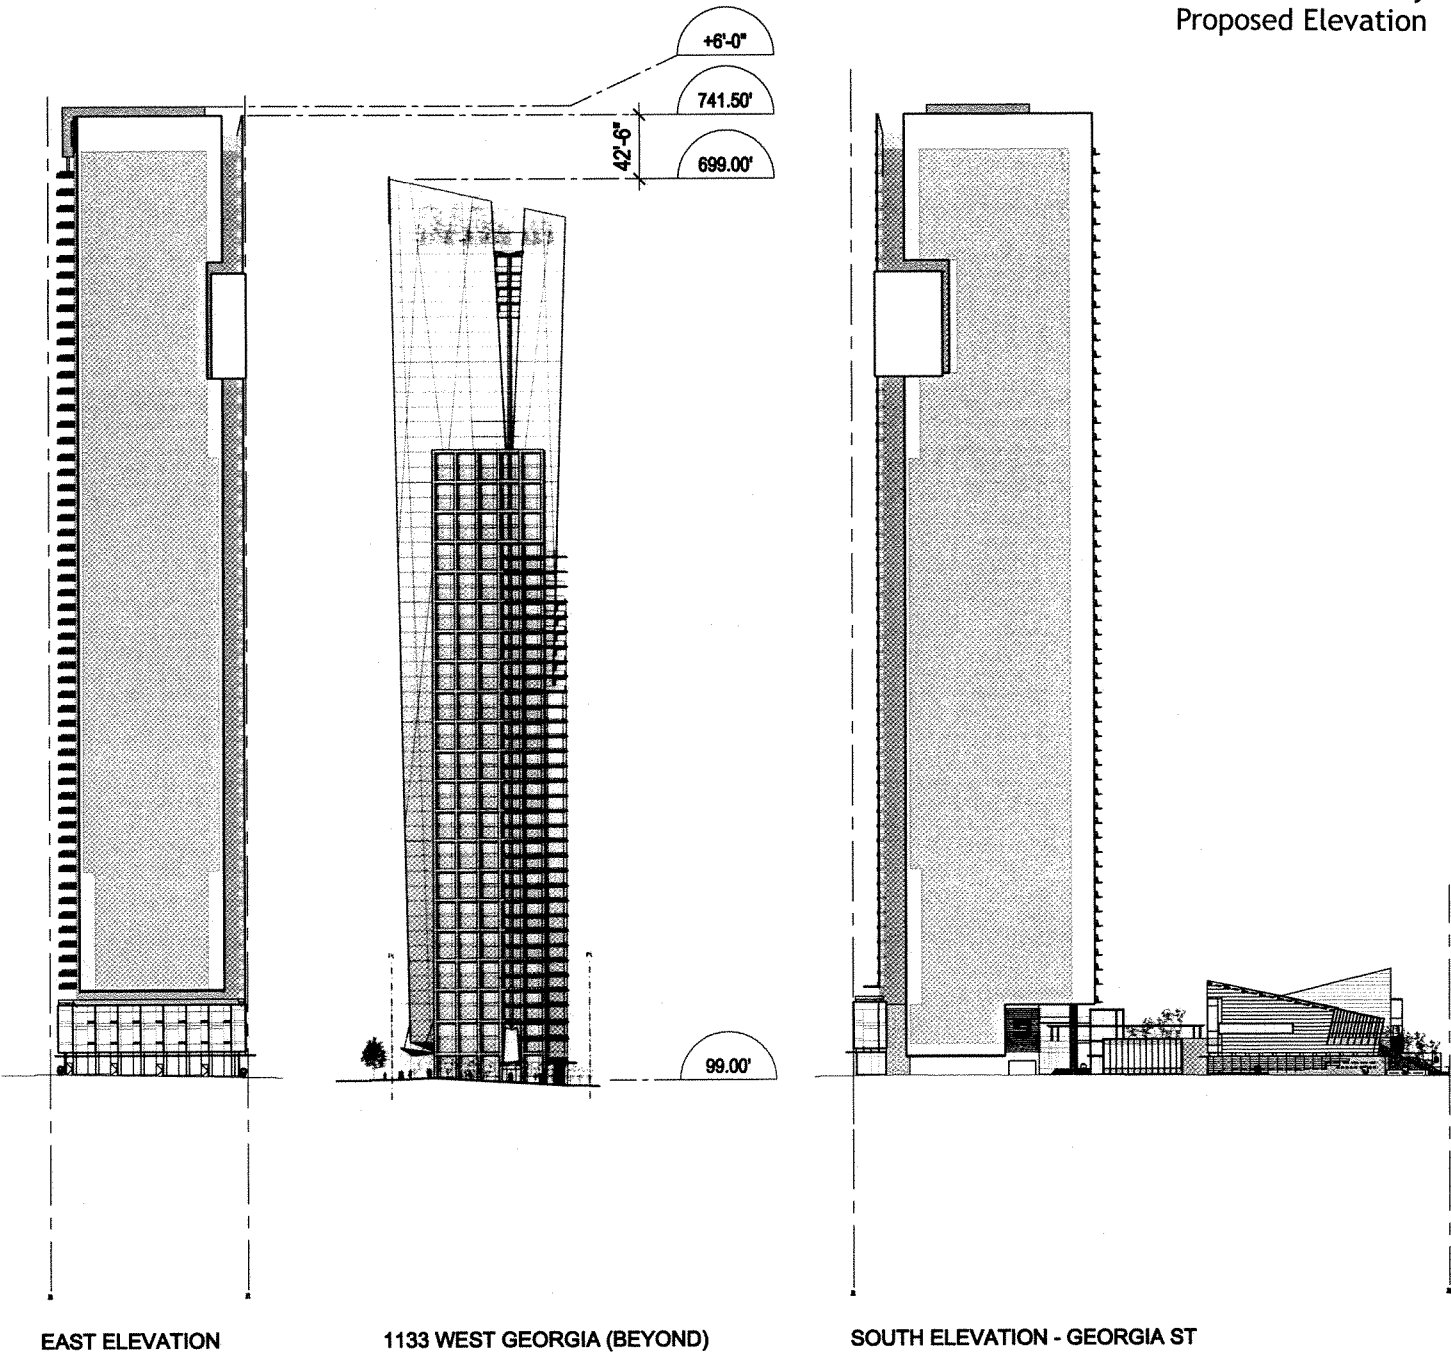 Proposed Elevation
+6'-0"
741.50'
42'-6"
699.00'
99.00'
EAST ELEVATION
1133 WEST GEORGIA (BEYOND)
SOUTH ELEVATION - GEORGIA ST